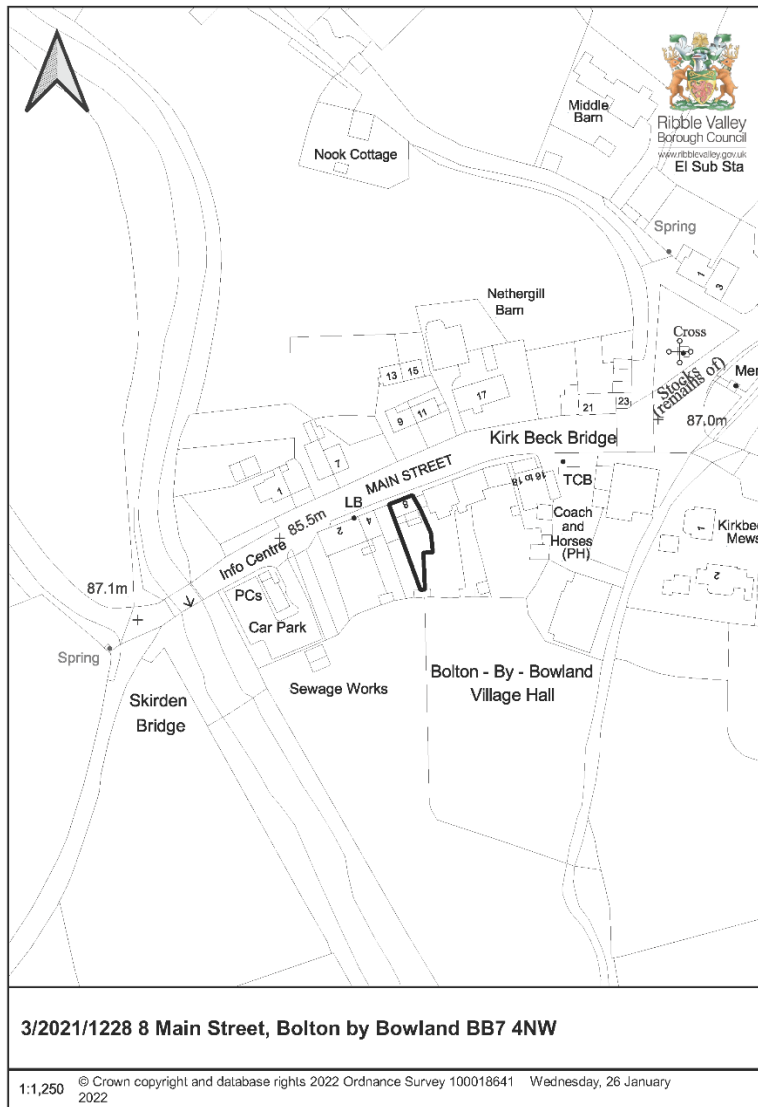 Middle
Barn
Ribble Valley
Borough Council
www.ribblevalley.gov.uk
El Sub Sta
Nook Cottage
Spring
1
3
Nethergill
Barn
Cross
Stocks
(remains of)
Mer
87.0m
13
15
17
9
11
21
23
Kirk Beck Bridge
7
1
MAIN STREET
TCB
16 to 18
LB
85.5m
2
4
8
Coach
and
Horses
(PH)
1
Kirkbec
Mews
2
Info Centre
87.1m
PCs
Car Park
Spring
Sewage Works
Bolton - By - Bowland
Village Hall
Skirden
Bridge
3/2021/1228 8 Main Street, Bolton by Bowland BB7 4NW
1:1,250 © Crown copyright and database rights 2022 Ordnance Survey 100018641 Wednesday, 26 January
2022